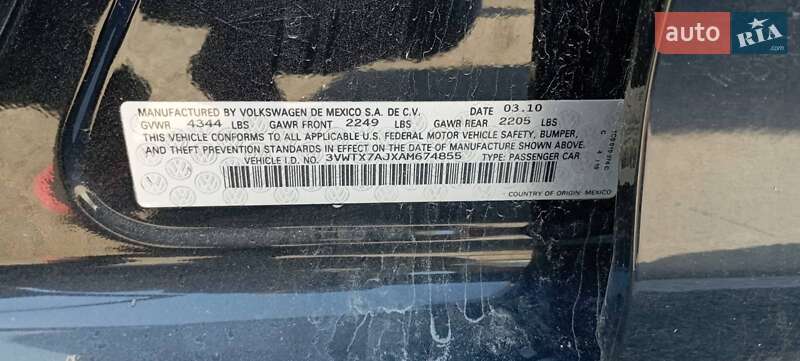 auto RIA
.com
MANUFACTURED BY VOLKSWAGEN DE MEXICO S.A. DE C.V. DATE 03.10
GVWR 4344 LBS GAWR FRONT 2249 LBS GAWR REAR 2205 LBS
THIS VEHICLE CONFORMS TO ALL APPLICABLE U.S. FEDERAL MOTOR VEHICLE SAFETY, BUMPER,
AND THEFT PREVENTION STANDARDS IN EFFECT ON THE DATE OF MANUFACTURE SHOWN ABOVE.
VEHICLE I.D. NO. 3VWTX7AJXAM674855 TYPE: PASSENGER CAR
COUNTRY OF ORIGIN: MEXICO